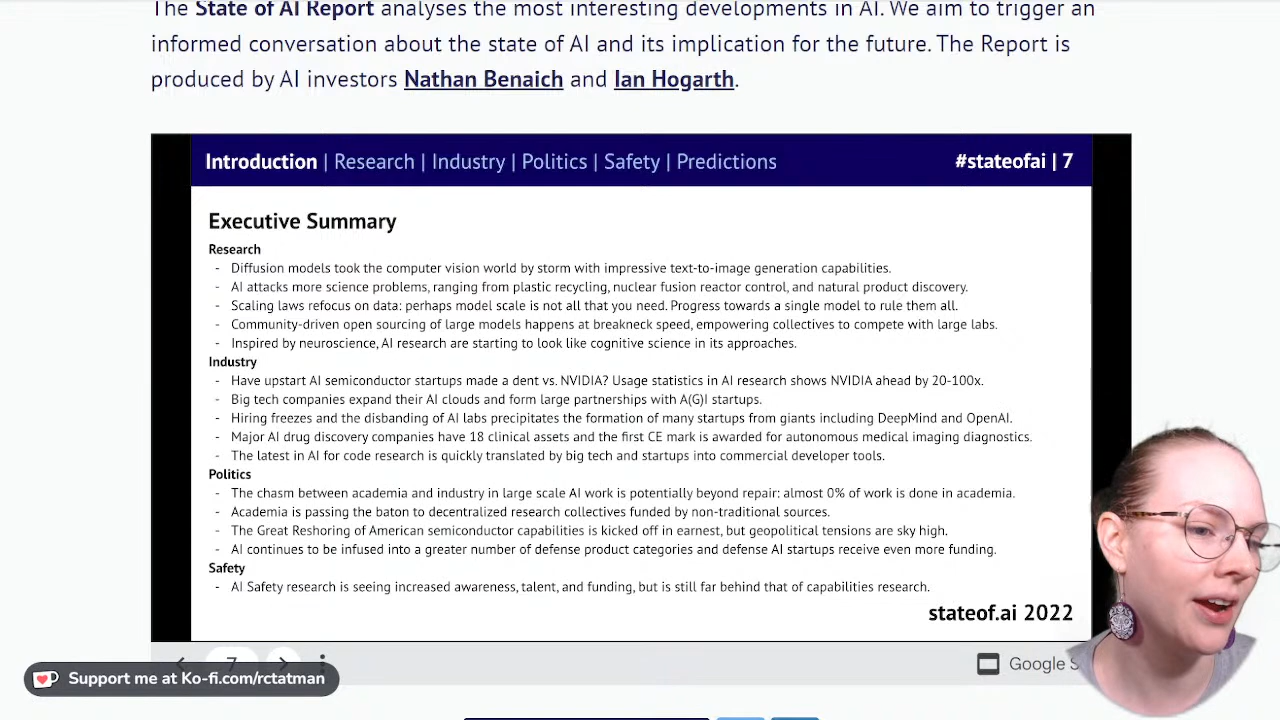 The State of AI Report analyses the most interesting developments in AI. We aim to trigger an
informed conversation about the state of AI and its implication for the future. The Report is
produced by AI investors Nathan Benaich and Ian Hogarth.
Introduction | Research | Industry | Politics | Safety | Predictions
#stateofai | 7
Executive Summary
Research
- Diffusion models took the computer vision world by storm with impressive text-to-image generation capabilities.
- AI attacks more science problems, ranging from plastic recycling, nuclear fusion reactor control, and natural product discovery.
- Scaling laws refocus on data: perhaps model scale is not all that you need. Progress towards a single model to rule them all.
- Community-driven open sourcing of large models happens at breakneck speed, empowering collectives to compete with large labs.
- Inspired by neuroscience, AI research are starting to look like cognitive science in its approaches.
Industry
- Have upstart AI semiconductor startups made a dent vs. NVIDIA? Usage statistics in AI research shows NVIDIA ahead by 20-100x.
- Big tech companies expand their AI clouds and form large partnerships with A(G)I startups.
- Hiring freezes and the disbanding of AI labs precipitates the formation of many startups from giants including DeepMind and OpenAI.
- Major AI drug discovery companies have 18 clinical assets and the first CE mark is awarded for autonomous medical imaging diagnostics.
- The latest in AI for code research is quickly translated by big tech and startups into commercial developer tools.
Politics
- The chasm between academia and industry in large scale AI work is potentially beyond repair: almost 0% of work is done in academia.
- Academia is passing the baton to decentralized research collectives funded by non-traditional sources.
- The Great Reshoring of American semiconductor capabilities is kicked off in earnest, but geopolitical tensions are sky high.
- AI continues to be infused into a greater number of defense product categories and defense AI startups receive even more funding.
Safety
- AI Safety research is seeing increased awareness, talent, and funding, but is still far behind that of capabilities research.
stateof.ai 2022
7
Google S
Support me at Ko-fi.com/rctatman